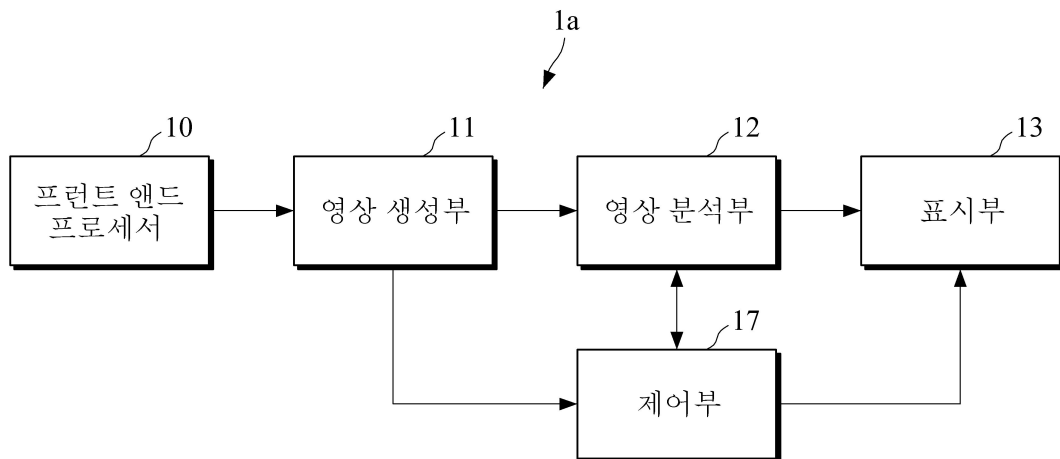 1a
10
11
12
13
프런트 앤드
프로세서
영상 생성부
영상 분석부
표시부
17
제어부